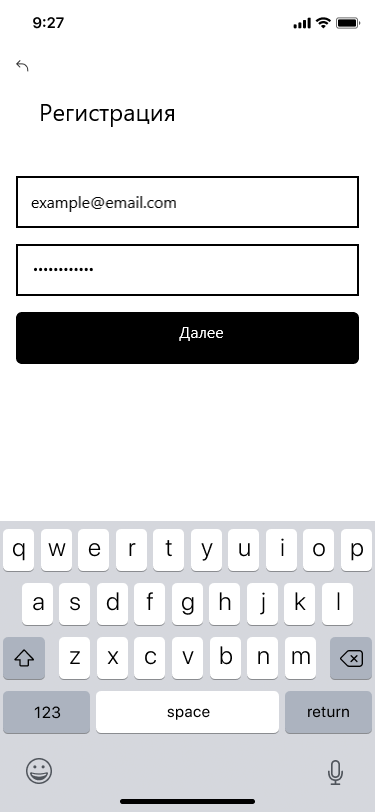 9:27
Регистрация
example@email.com
••••••••••••
Далее
q w e r t y u i o p
a s d f g h j k l
z x c v b n m
123 space return